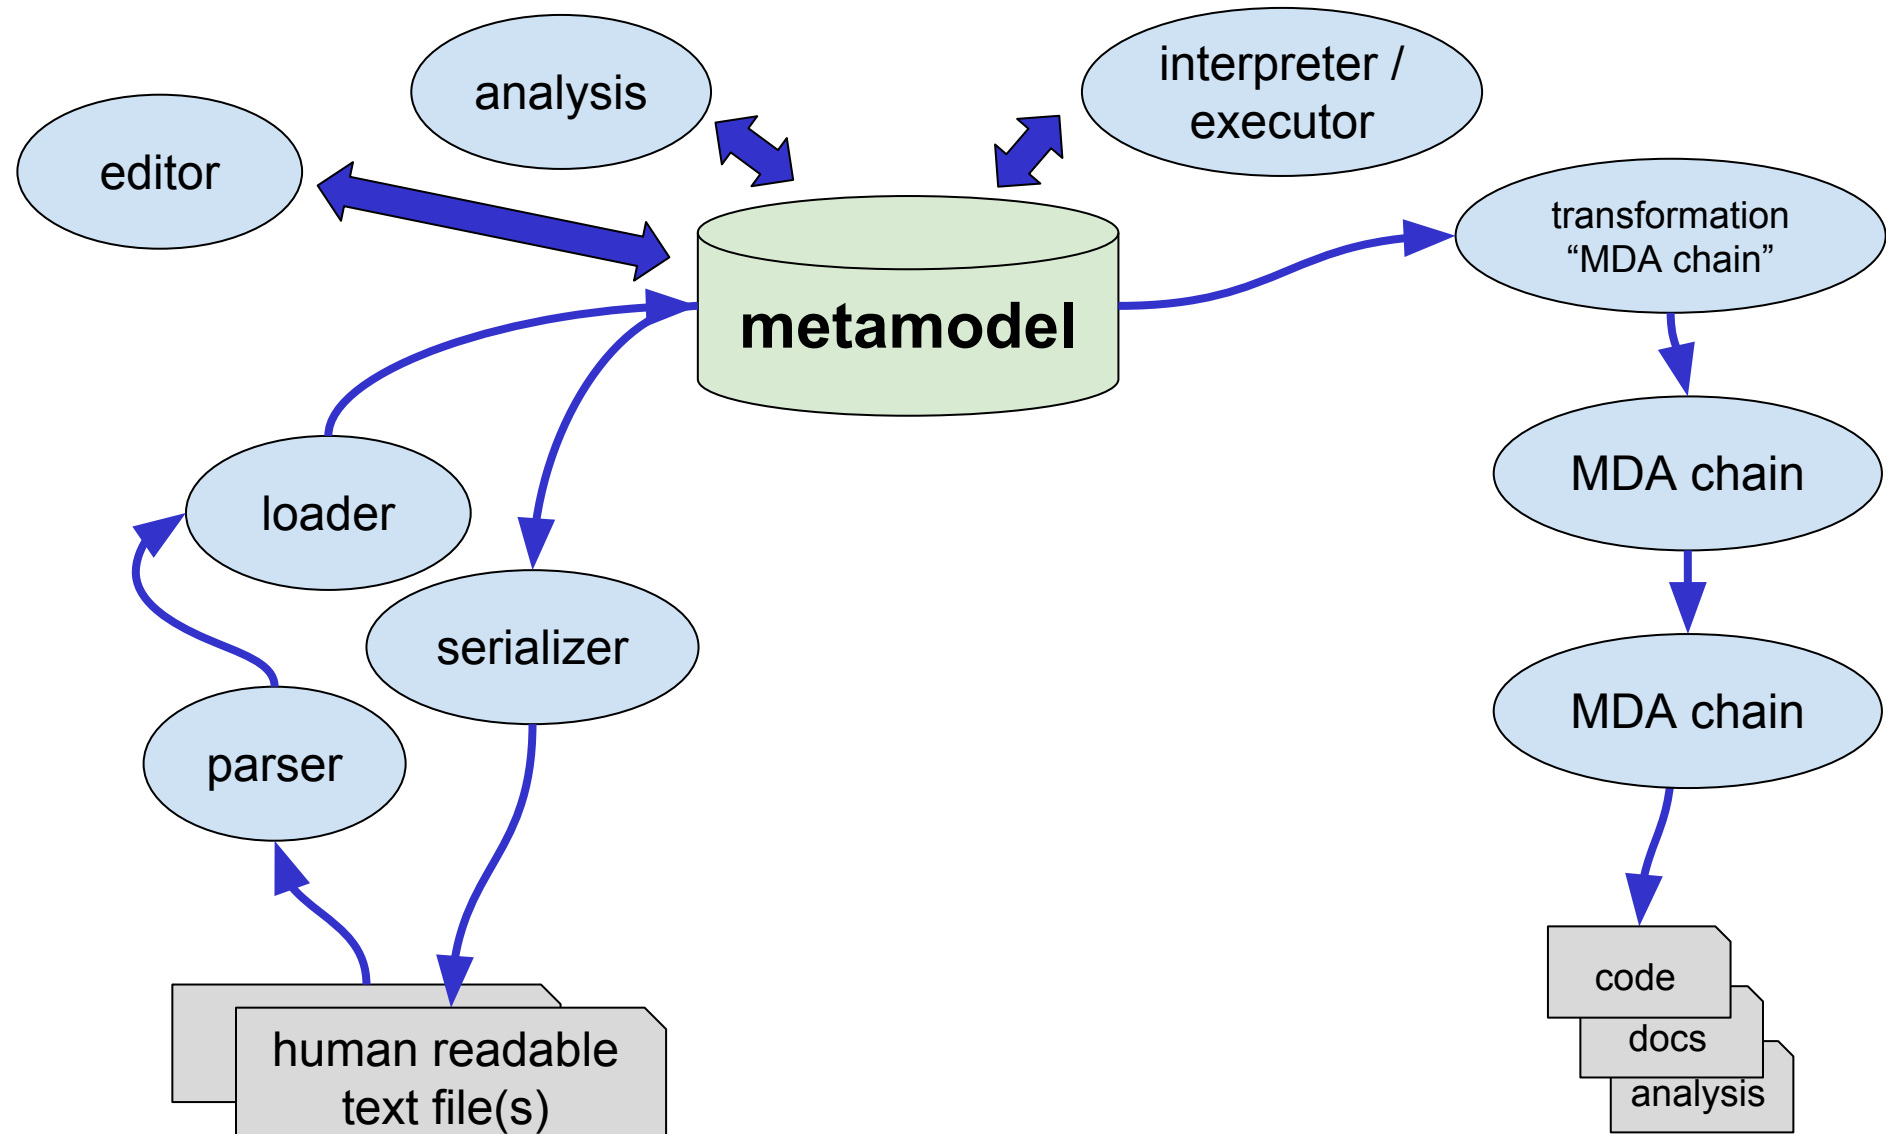 analysis
interpreter /
executor
editor
transformation
“MDA chain”
metamodel
MDA chain
loader
serializer
MDA chain
parser
code
human readable
text file(s)
docs
analysis